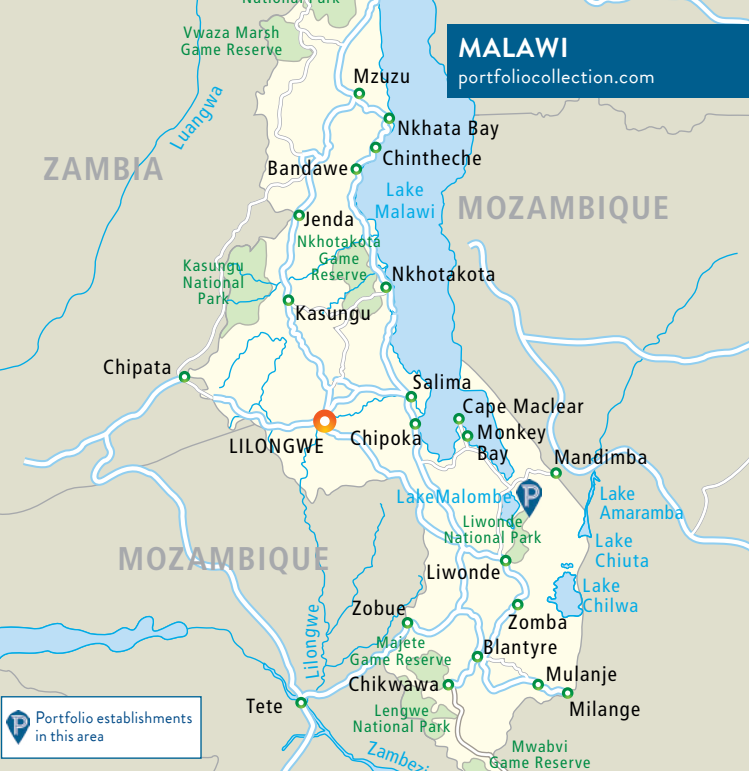 National Park
Vwaza Marsh
Game Reserve
MALAWI
portfoliocollection.com
Mzuzu
Luangwa
Nkhata Bay
Chintheche
ZAMBIA
Bandawe
Lake
Malawi
MOZAMBIQUE
Jenda
Nkhotakota
Game
Reserve
Kasungu
National
Park
Nkhotakota
Kasungu
Chipata
Salima
Cape Maclear
LILONGWE
Chipoka
Monkey
Bay
Mandimba
Lake Malombe
P
Lake
Amaramba
Liwonde
National Park
Lake
Chiuta
MOZAMBIQUE
Liwonde
Lake
Chilwa
Zobue
Zomba
Lilongwe
Majete
Game Reserve
Blantyre
Chikwawa
Mulanje
Milange
Tete
Lengwe
National Park
P
Portfolio establishments
in this area
Zambezi
Mwabvi
Game Reserve